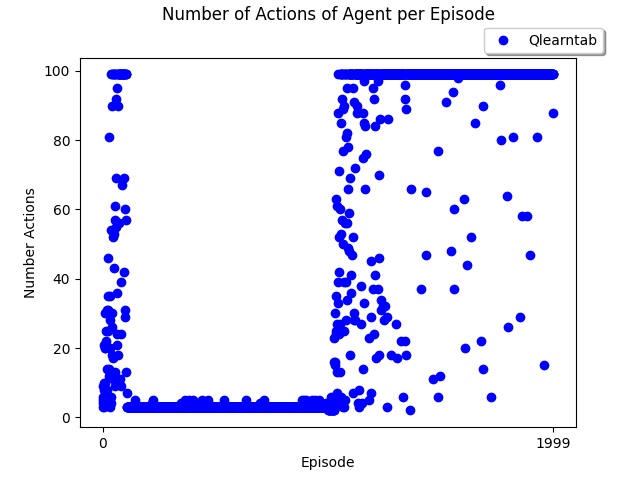 Number of Actions of Agent per Episode
Qlearntab
100
80
60
40
20
0
Number Actions
0
1999
Episode